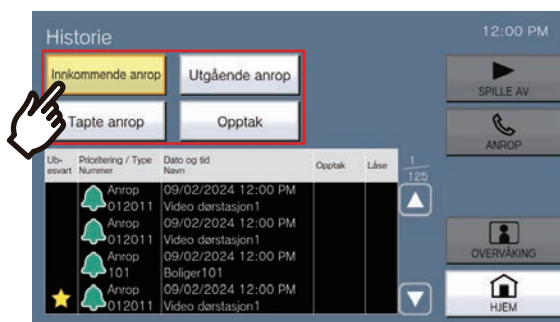 Historie
12:00 PM
Innkommende anrop
Utgående anrop
Tapte anrop
Opptak
SPILLE AV
ANROP
OVERVÅKING
HJEM
Ub-
esvart
Prioritering / Type
Nummer
Dato og tid
Navn
Opptak
Låse
1
125
Anrop 09/02/2024 12:00 PM
012011 Video dørstasjon1
Anrop 09/02/2024 12:00 PM
012011 Video dørstasjon1
Anrop 09/02/2024 12:00 PM
101 Boliger101
Anrop 09/02/2024 12:00 PM
012011 Video dørstasjon1